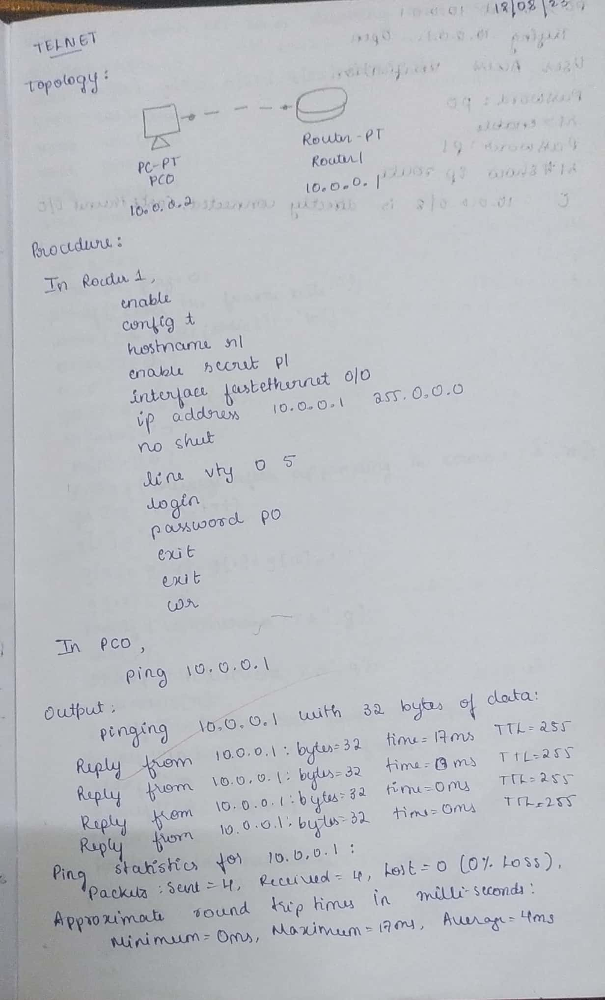 18/08/23
TELNET
Topology:
PC-PT
PC0
10.0.0.2
Router-PT
Router1
10.0.0.1
Procedure:
In Router 1,
enable
config t
hostname r1
enable secret p1
interface fastethernet 0/0
ip address 10.0.0.1 255.0.0.0
no shut
line vty 0 5
login
password p0
exit
exit
wr
In PC0,
ping 10.0.0.1
Output:
pinging 10.0.0.1 with 32 bytes of data:
Reply from 10.0.0.1: bytes=32 time=17ms TTL=255
Reply from 10.0.0.1: bytes=32 time=0ms TTL=255
Reply from 10.0.0.1: bytes=32 time=0ms TTL=255
Reply from 10.0.0.1: bytes=32 time=0ms TTL=255
Ping statistics for 10.0.0.1:
Packets: Sent=4, Received=4, Lost=0 (0% Loss),
Approximate round trip times in milli-seconds:
Minimum=0ms, Maximum=17ms, Average=4ms